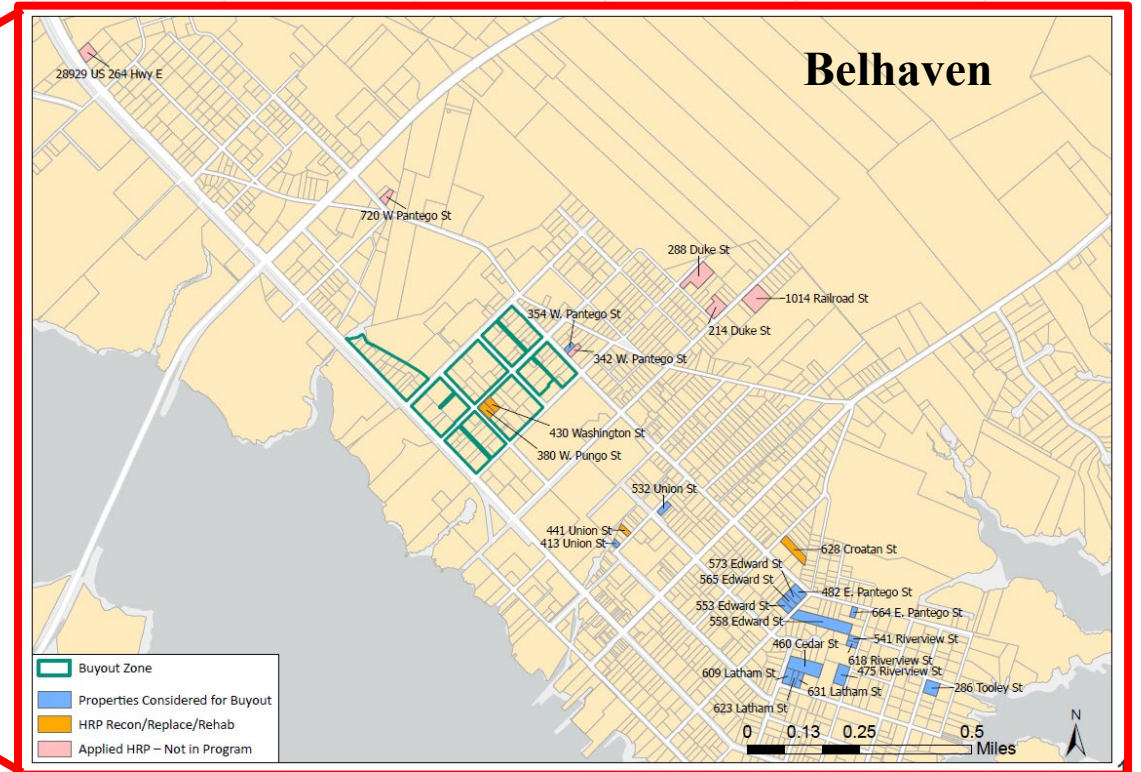 Belhaven
28929 US 264 Hwy E
720 W Pantego St
288 Duke St
1014 Railroad St
214 Duke St
354 W. Pantego St
342 W. Pantego St
430 Washington St
380 W. Pungo St
532 Union St
441 Union St
413 Union St
628 Croatan St
573 Edward St
565 Edward St
482 E. Pantego St
553 Edward St
664 E. Pantego St
558 Edward St
541 Riverview St
460 Cedar St
618 Riverview St
609 Latham St
475 Riverview St
286 Tooley St
631 Latham St
623 Latham St
Buyout Zone
Properties Considered for Buyout
HRP Recon/Replace/Rehab
Applied HRP – Not in Program
0 0.13 0.25 0.5
Miles
N